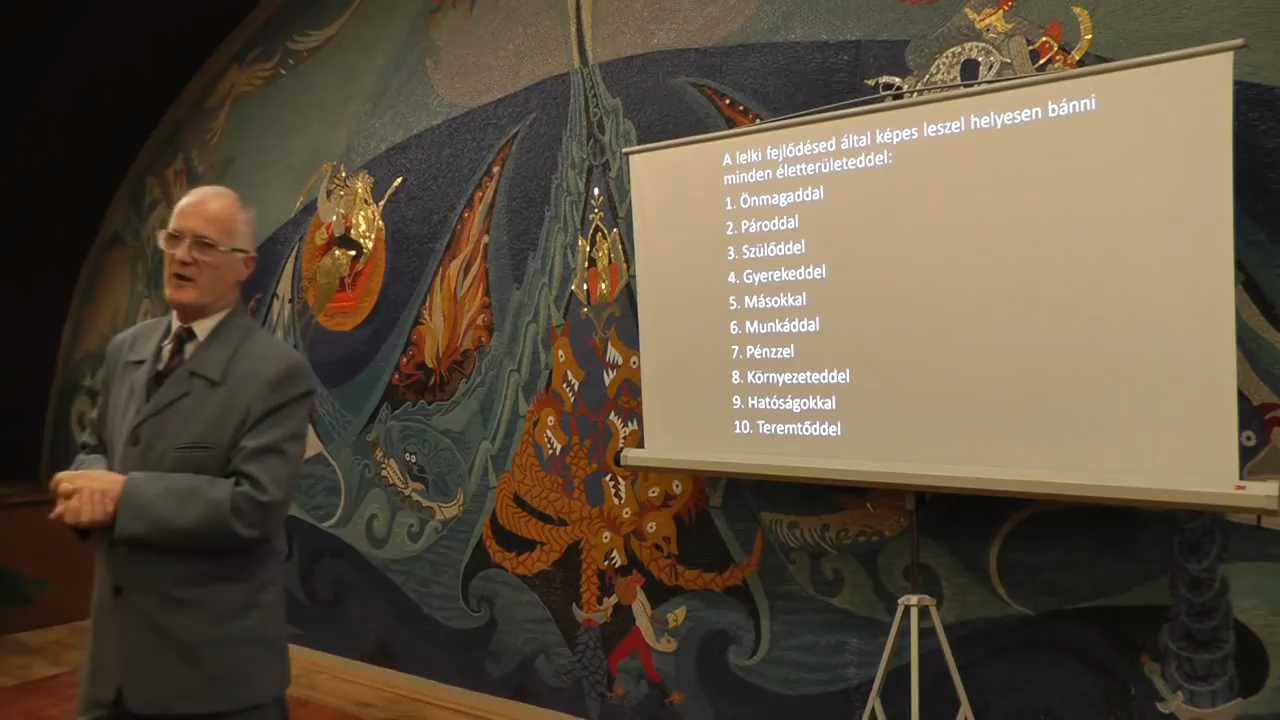 A lelki fejlődésed által képes leszel helyesen bánni
minden életterületeddel:
1. Önmagaddal
2. Pároddal
3. Szülőddel
4. Gyerekeddel
5. Másokkal
6. Munkáddal
7. Pénzzel
8. Környezeteddel
9. Hatóságokkal
10. Teremtőddel